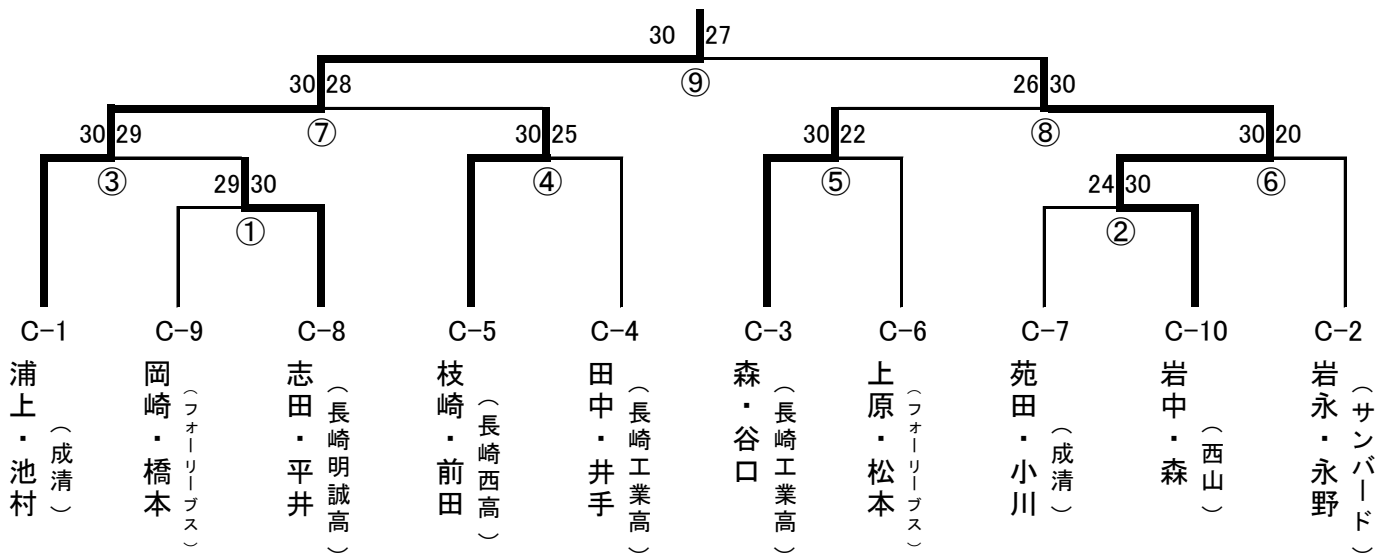 30 27
⑨
30 28
26 30
⑦
⑧
30 29
30 25
30 22
30 20
③
④
⑤
⑥
29 30
24 30
①
②
C-1
C-9
C-8
C-5
C-4
C-3
C-6
C-7
C-10
C-2
浦上・池村
（成清）
岡崎・橋本
（フォーリーブス）
志田・平井
（長崎明誠高）
枝崎・前田
（長崎西高）
田中・井手
（長崎工業高）
森・谷口
（長崎工業高）
上原・松本
（フォーリーブス）
苑田・小川
（成清）
岩中・森
（西山）
岩永・永野
（サンバード）